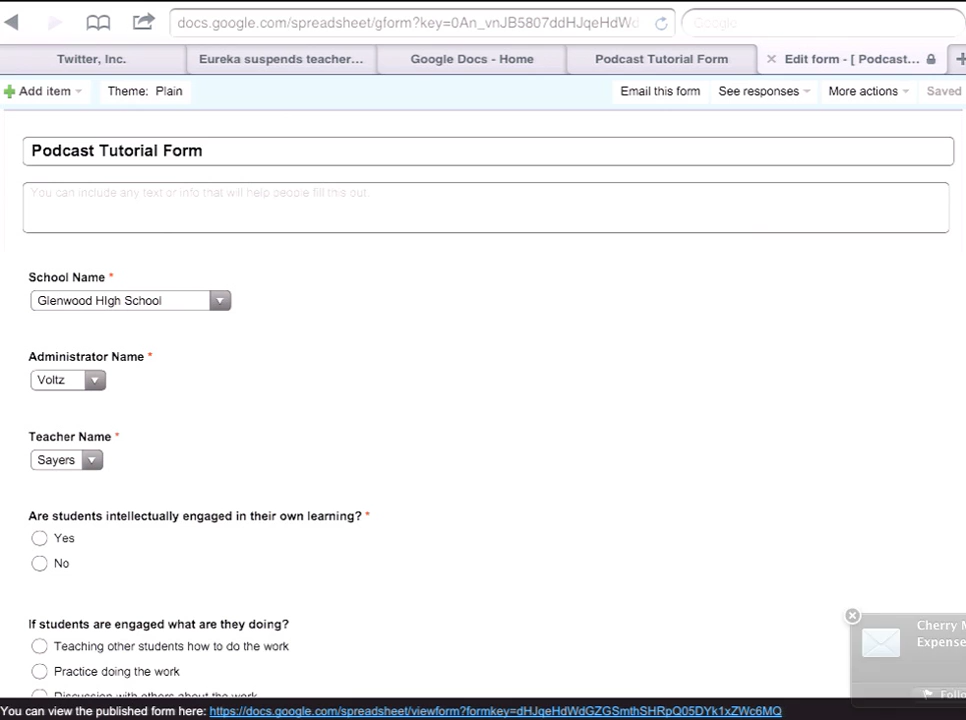 docs.google.com/spreadsheet/gform?key=0An_vnJB5807ddHJqeHdWd
Google
Twitter, Inc.
Eureka suspends teacher...
Google Docs - Home
Podcast Tutorial Form
Edit form - [ Podcast...
Add item
Theme: Plain
Email this form
See responses
More actions
Saved
Podcast Tutorial Form
You can include any text or info that will help people fill this out.
School Name *
Glenwood HIgh School
Administrator Name *
Voltz
Teacher Name *
Sayers
Are students intellectually engaged in their own learning? *
Yes
No
If students are engaged what are they doing?
Teaching other students how to do the work
Practice doing the work
Discussion with others about the work
Cherry M
Expense
Follo
You can view the published form here: https://docs.google.com/spreadsheet/viewform?formkey=dHJqeHdWdGZGSmthSHRpQ05DYk1xZWc6MQ